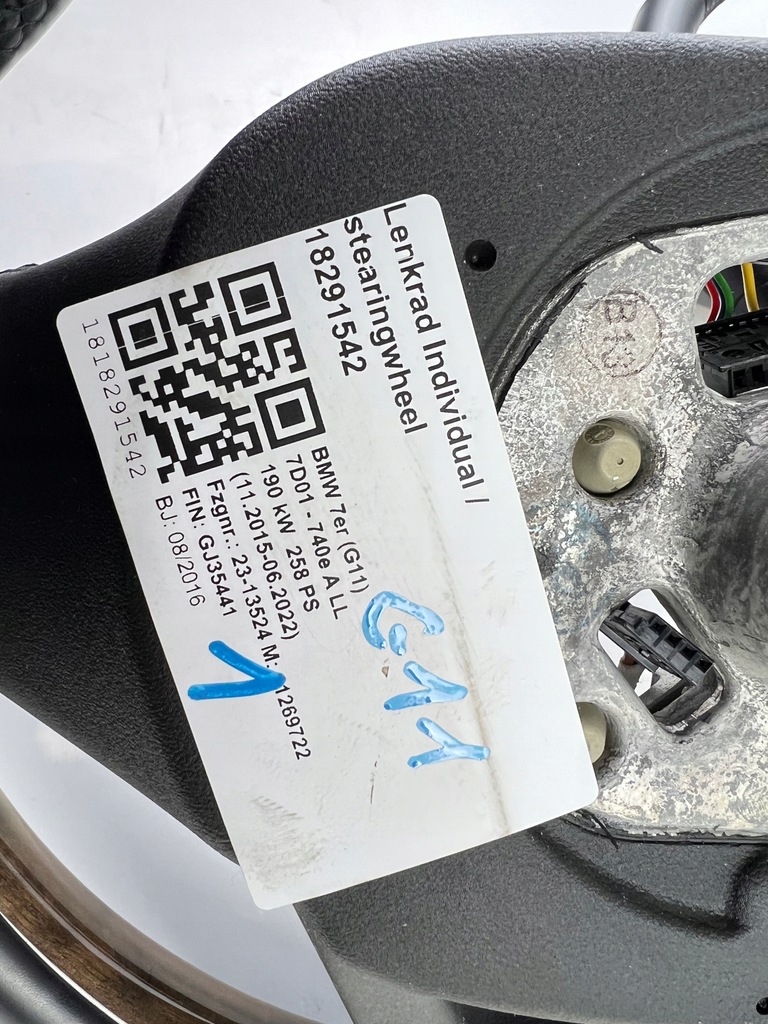 Lenkrad Individual /
stearingwheel
18291542
BMW 7er (G11)
7D01 - 740e A LL
190 kW 258 PS
(11.2015-06.2022)
Fzgnr.: 23-13524 M: 1269722
FIN: GJ35441
BJ: 08/2016
1818291542
G11
1
B13